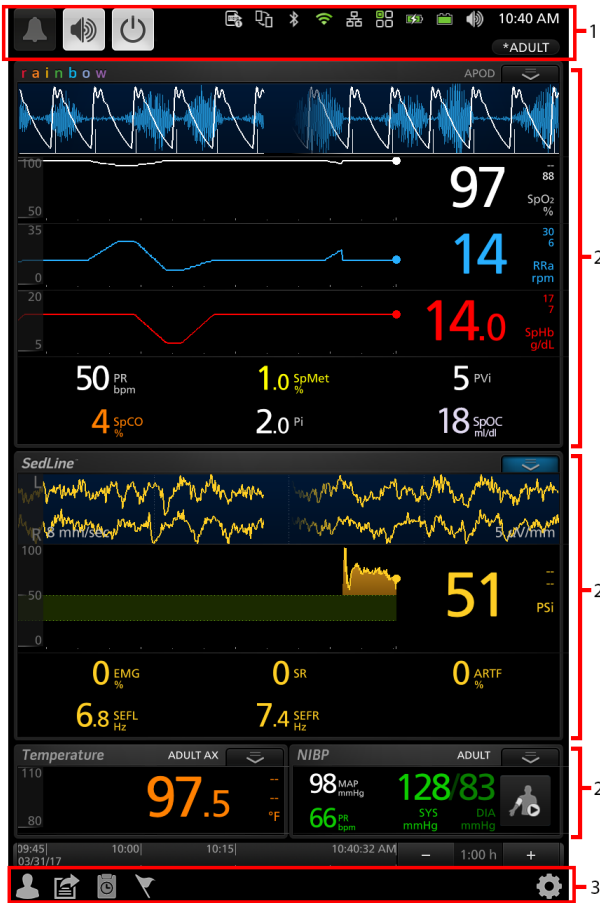 10:40 AM
1
*ADULT
rainbow APOD
2
100
50
97
--
88
SpO₂
%
35
0
14
30
6
RRa
rpm
20
5
14.0
17
7
SpHb
g/dL
50 PR bpm 1.0 SpMet % 5 PVi
4 SpCO % 2.0 Pi 18 SpOC ml/dl
SedLine
L
R 8 mm/sec 5 uV/mm
2
100
50
0
51
--
--
PSi
0 EMG % 0 SR 0 ARTF %
6.8 SEFL Hz 7.4 SEFR Hz
Temperature ADULT AX
110
80
97.5
--
--
°F
NIBP ADULT
98 MAP mmHg
66 PR bpm
128/83
SYS DIA
mmHg mmHg
2
09:45 10:00 10:15 10:40:32 AM − 1:00 h +
03/31/17
3